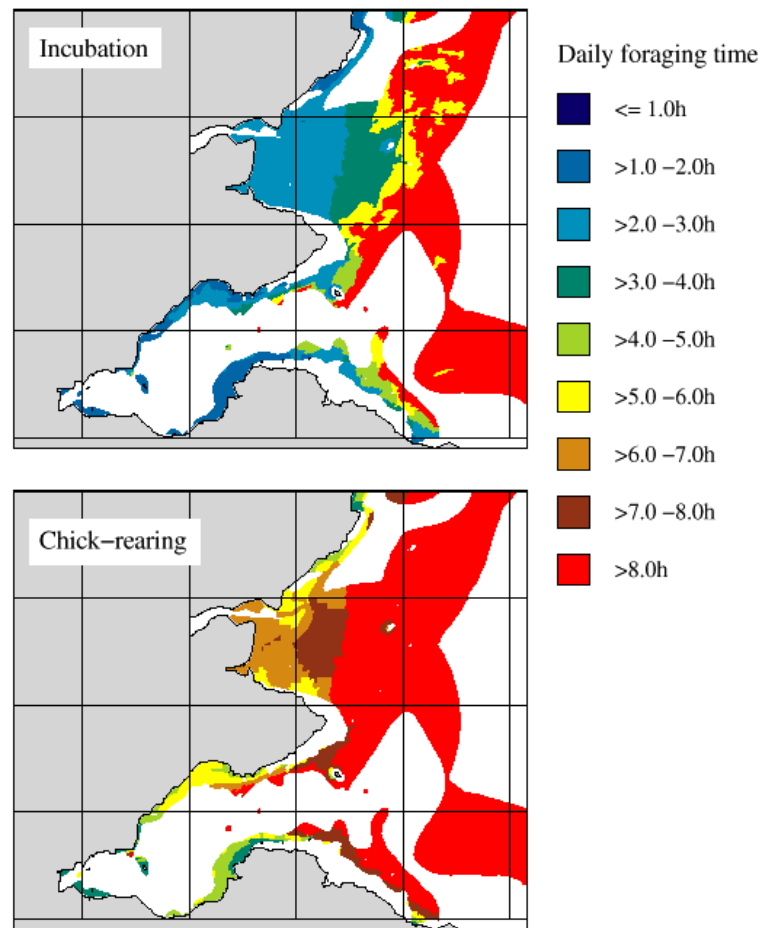 Incubation
Daily foraging time
<= 1.0h
>1.0 −2.0h
>2.0 −3.0h
>3.0 −4.0h
>4.0 −5.0h
>5.0 −6.0h
>6.0 −7.0h
>7.0 −8.0h
>8.0h
Chick−rearing